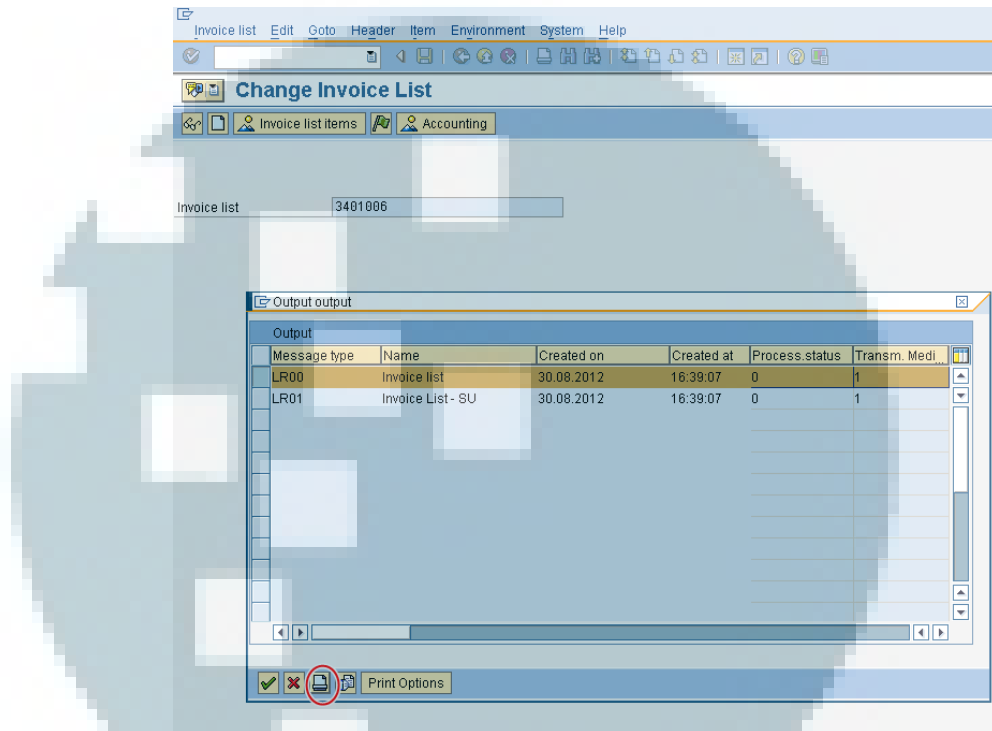 Invoice list Edit Goto Header Item Environment System Help
Change Invoice List
Invoice list items Accounting
Invoice list 3401006
Output output
Output
Message type Name Created on Created at Process.status Transm. Medi
LR00 Invoice list 30.08.2012 16:39:07 0 1
LR01 Invoice List - SU 30.08.2012 16:39:07 0 1
Print Options